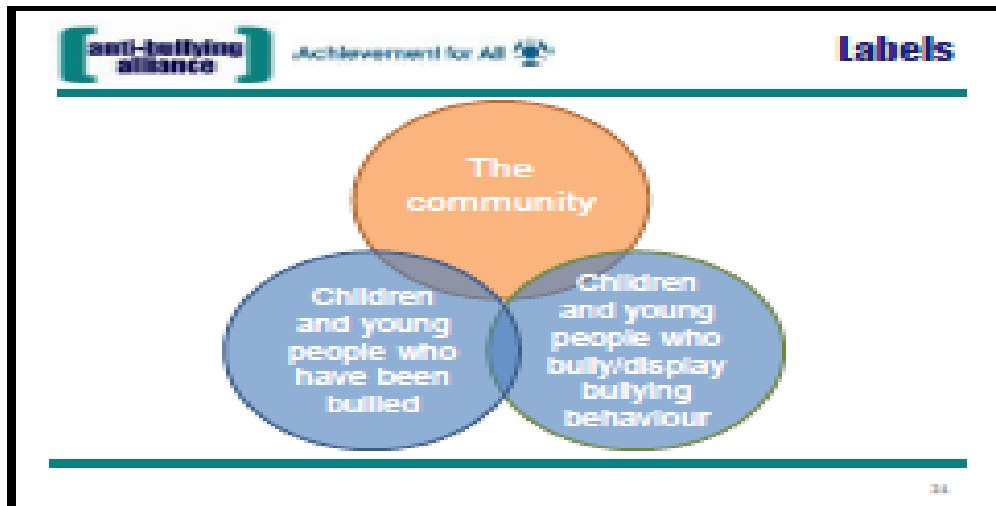 anti-bullying
alliance
Achievement for All
Labels
The
community
Children
and young
people who
have been
bullied
Children
and young
people who
bully/display
bullying
behaviour